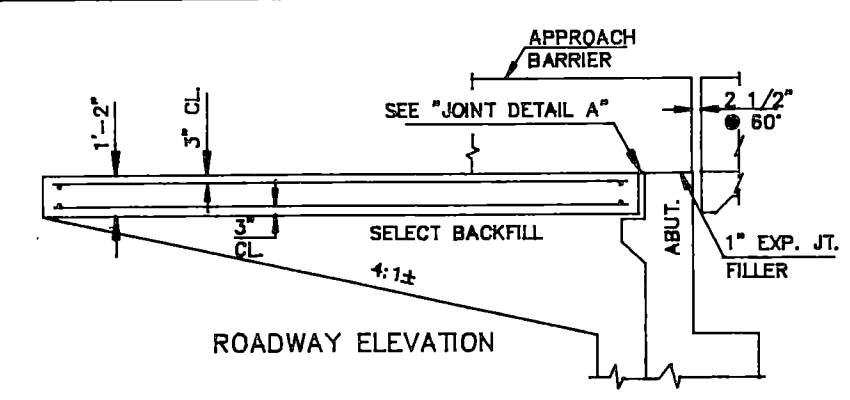 APPROACH
BARRIER
SEE "JOINT DETAIL A"
2 1/2"
@ 60°
1'-2"
3" CL.
3"
CL.
SELECT BACKFILL
ABUT.
1" EXP. JT.
FILLER
4:1±
ROADWAY ELEVATION